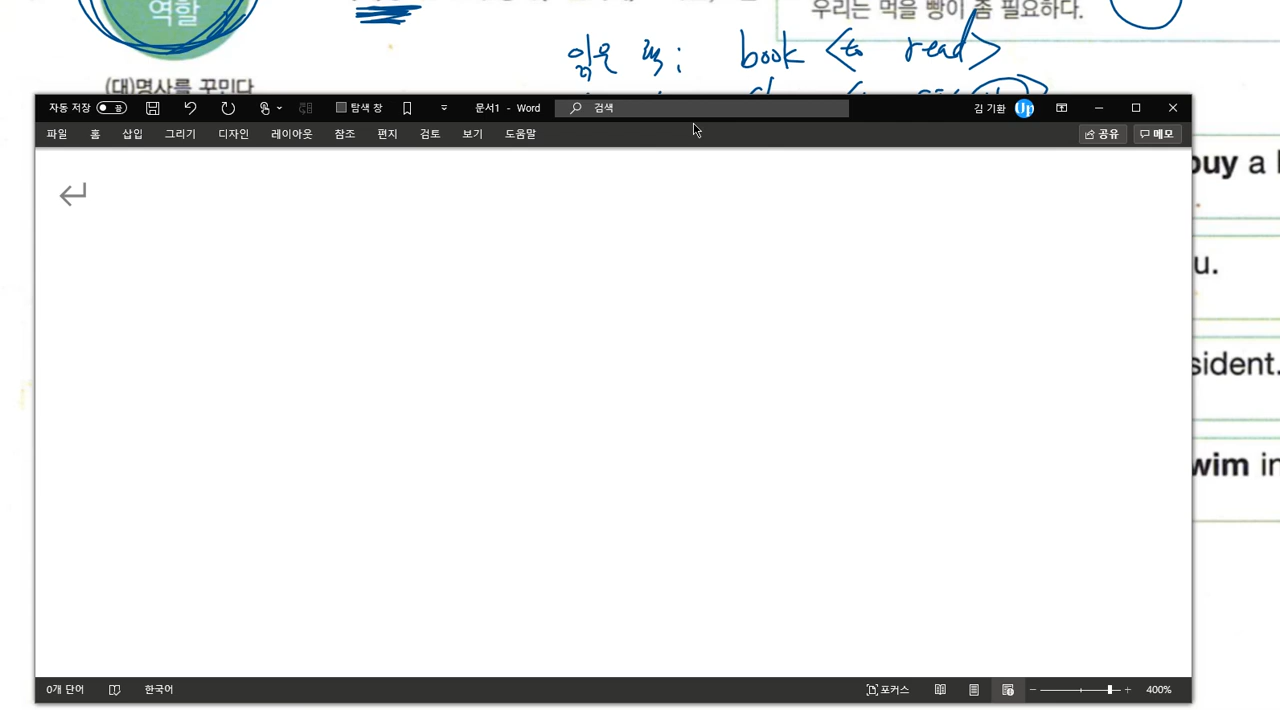 역할
우리는 먹을 빵이 좀 필요하다.
읽을 책; book <to read>
(대)명사를 꾸민다
자동 저장
탐색 창
문서1 - Word
검색
김 기환
파일 홈 삽입 그리기 디자인 레이아웃 참조 편지 검토 보기 도움말
공유 메모
buy a
u.
sident.
wim in
0개 단어 한국어
포커스
400%